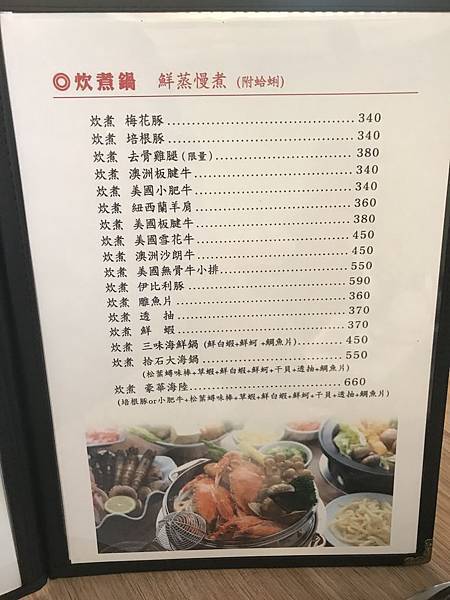 ◎炊煮鍋 鮮蒸慢煮 (附蛤蜊)
炊煮 梅花豚......................................340
炊煮 培根豚......................................340
炊煮 去骨雞腿(限量)............................380
炊煮 澳洲板腱牛................................340
炊煮 美國小肥牛................................340
炊煮 紐西蘭羊肩................................360
炊煮 美國板腱牛................................380
炊煮 美國雪花牛................................450
炊煮 澳洲沙朗牛................................450
炊煮 美國無骨牛小排..........................550
炊煮 伊比利豚...................................590
炊煮 雕魚片......................................360
炊煮 透 抽......................................370
炊煮 鮮 蝦......................................370
炊煮 三味海鮮鍋 (鮮白蝦+鮮蚵+鯛魚片).........450
炊煮 拾石大海鍋................................550
(松葉蟳味棒+草蝦+鮮白蝦+鮮蚵+干貝+透抽+鯛魚片)
炊煮 豪華海陸...................................660
(培根豚or小肥牛+松葉蟳味棒+草蝦+鮮白蝦+鮮蚵+干貝+透抽+鯛魚片)